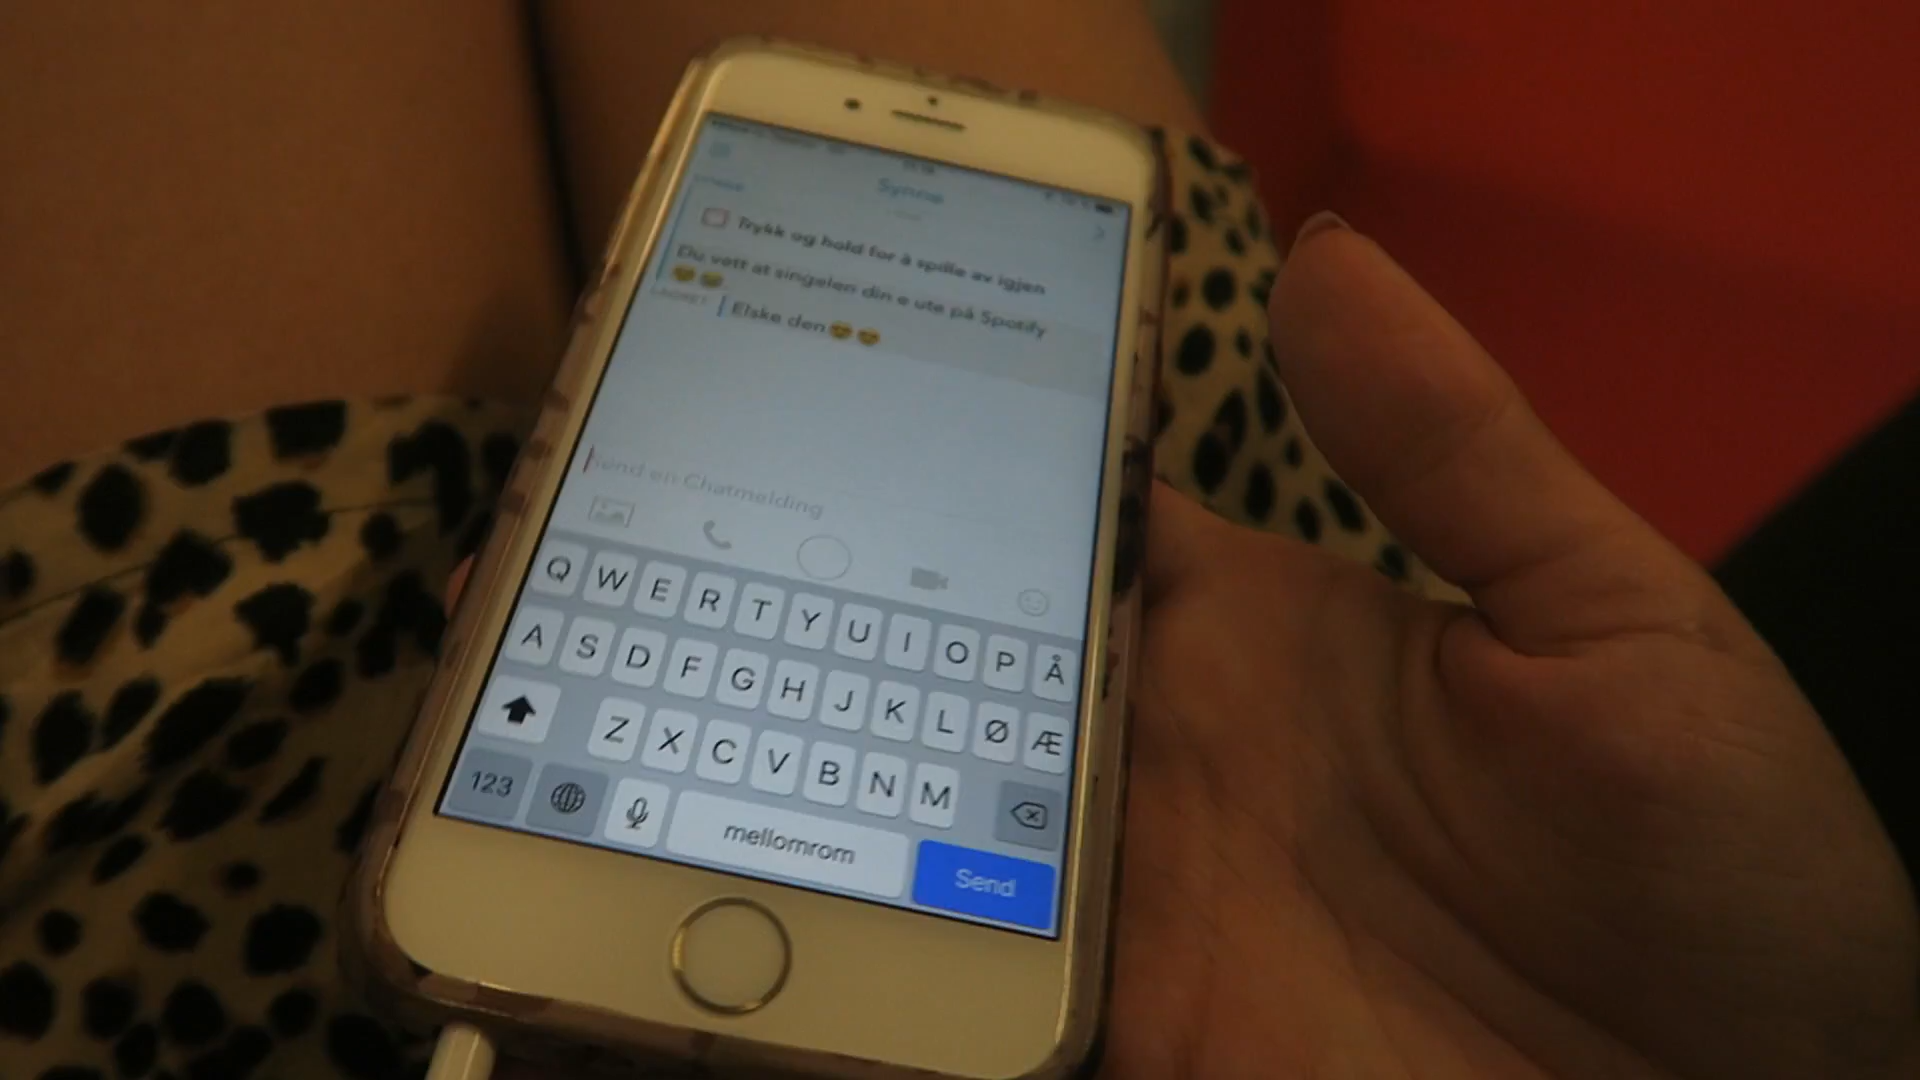 Synne
Trykk og hold for å spille av igjen
Du vett at singelen din e ute på Spotify
😍😍
LAGRET
Elske den😍😍
Send en Chatmelding
Q W E R T Y U I O P Å
A S D F G H J K L Ø Æ
Z X C V B N M
123 mellomrom Send